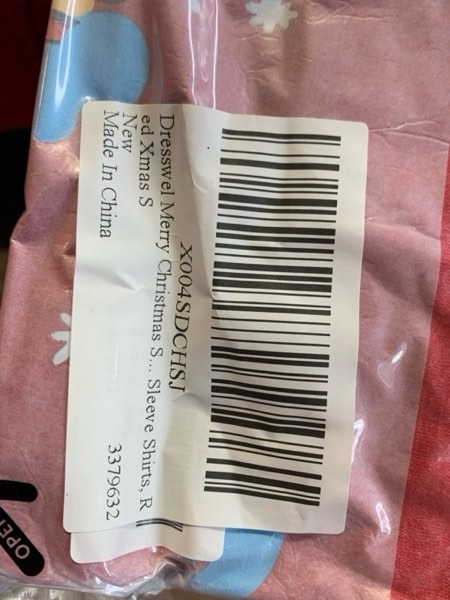 X004SDCHSJ
Dresswel Merry Christmas S... Sleeve Shirts, R
ed Xmas S
New
Made In China
3379632
OPE